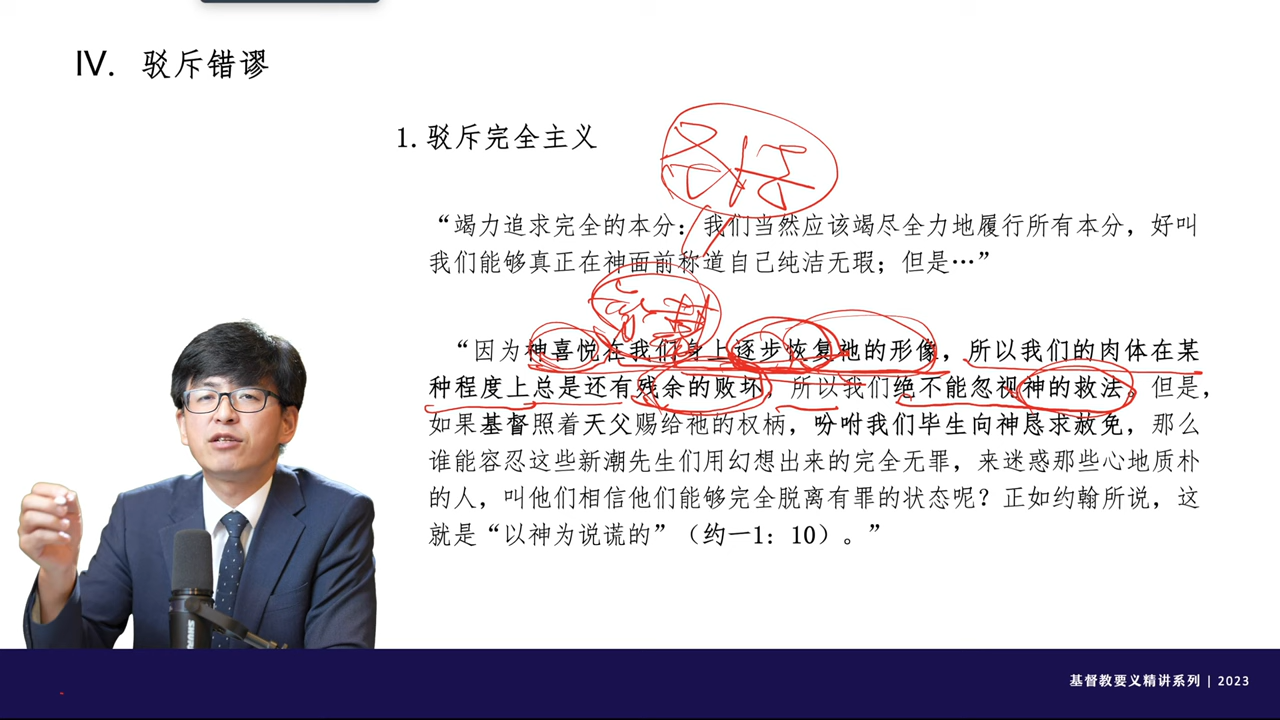 IV. 驳斥错谬
1. 驳斥完全主义
“竭力追求完全的本分：我们当然应该竭尽全力地履行所有本分，好叫
我们能够真正在神面前称道自己纯洁无瑕；但是…”
“因为神喜悦在我们身上逐步恢复祂的形像，所以我们的肉体在某
种程度上总是还有残余的败坏，所以我们绝不能忽视神的救法。但是，
如果基督照着天父赐给祂的权柄，吩咐我们毕生向神恳求赦免，那么
谁能容忍这些新潮先生们用幻想出来的完全无罪，来迷惑那些心地质朴
的人，叫他们相信他们能够完全脱离有罪的状态呢？正如约翰所说，这
就是“以神为说谎的”（约一1：10）。”
SHURE
基督教要义精讲系列 | 2023